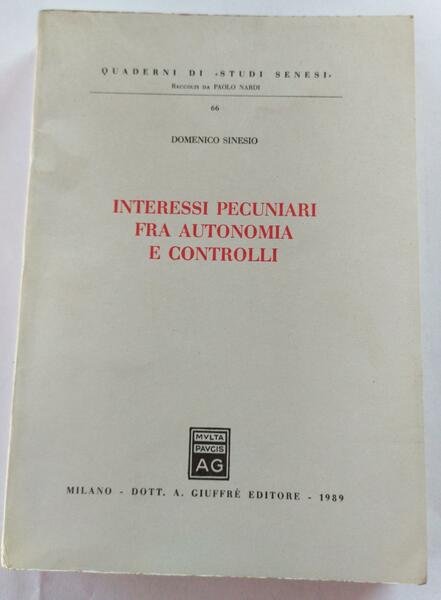 QUADERNI DI «STUDI SENESI»
RACCOLTI DA PAOLO NARDI
66
DOMENICO SINESIO
INTERESSI PECUNIARI
FRA AUTONOMIA
E CONTROLLI
MVLTA
PAVCIS
AG
MILANO - DOTT. A. GIUFFRÈ EDITORE - 1989